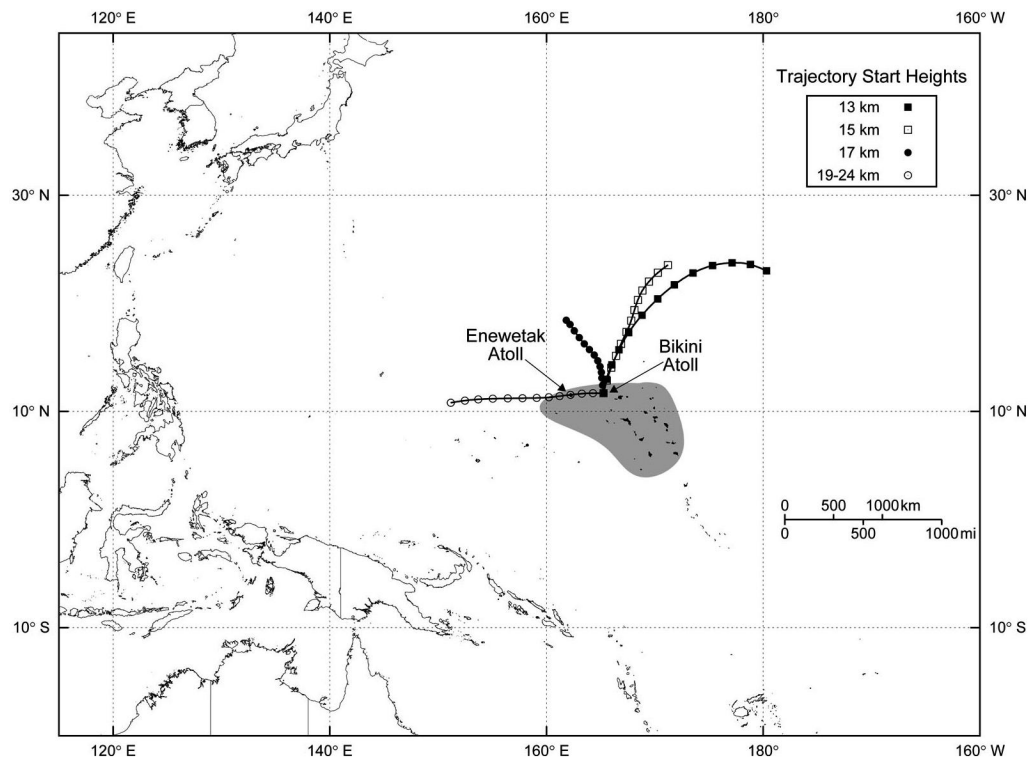 120° E 140° E 160° E 180° 160° W
Trajectory Start Heights
13 km
15 km
17 km
19-24 km
30° N 30° N
Enewetak
Atoll
Bikini
Atoll
10° N 10° N
0 500 1000 km
0 500 1000 mi
10° S 10° S
120° E 140° E 160° E 180° 160° W